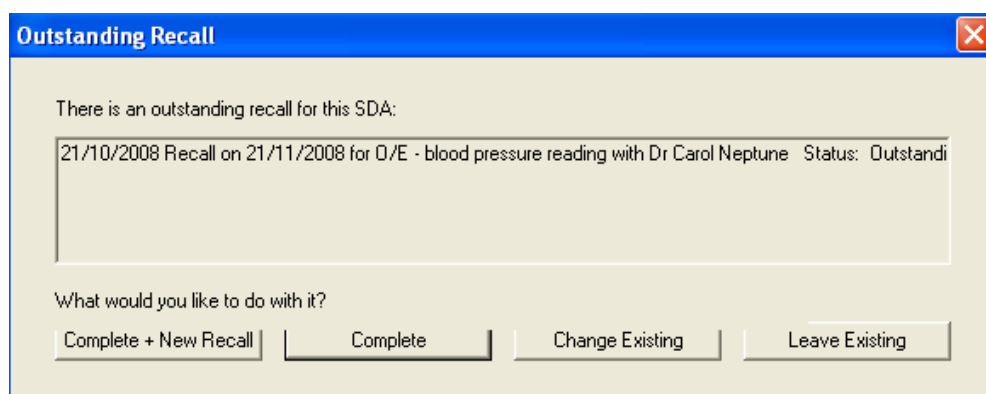 Outstanding Recall
There is an outstanding recall for this SDA:
21/10/2008 Recall on 21/11/2008 for O/E - blood pressure reading with Dr Carol Neptune Status: Outstandi
What would you like to do with it?
Complete + New Recall Complete Change Existing Leave Existing